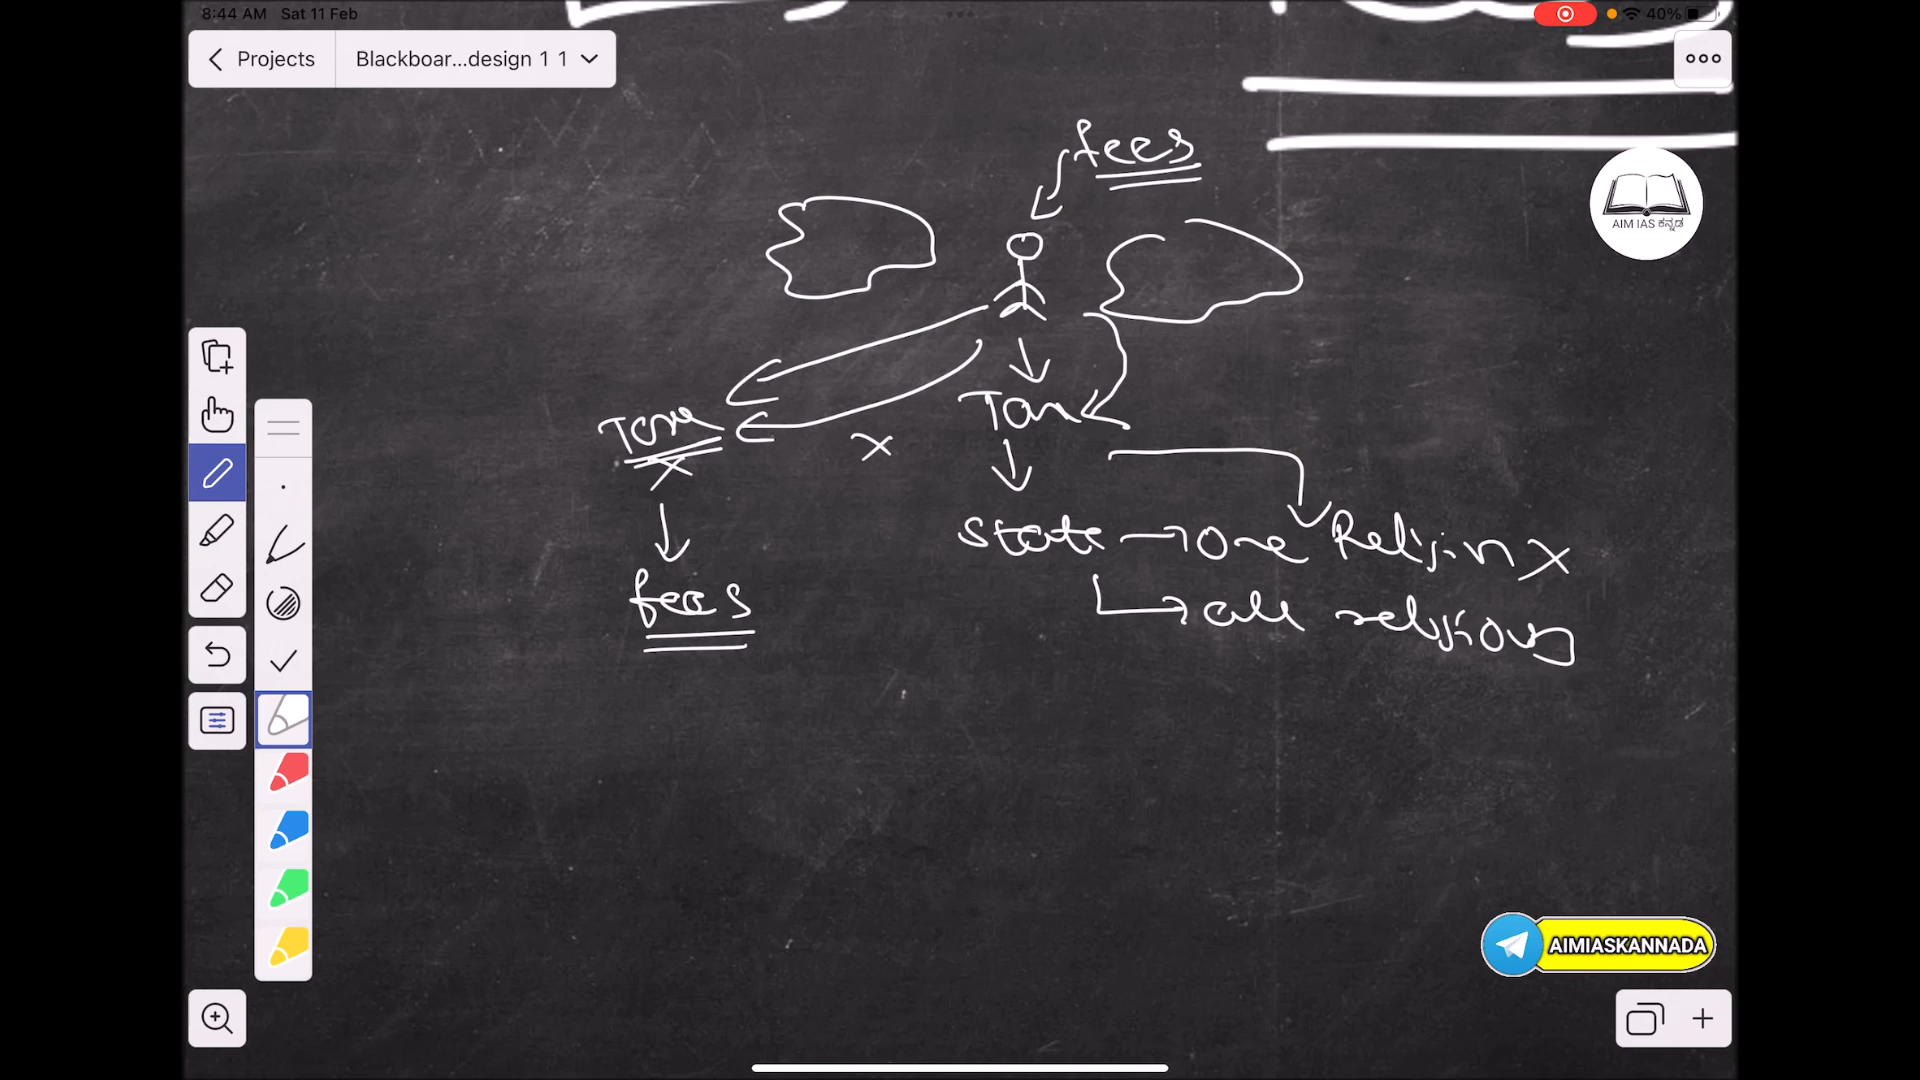 8:44 AM Sat 11 Feb
40%
Projects
Blackboar...design 1 1
fees
AIM IAS ಕನ್ನಡ
Tax
Tax
X
X
State → One Religion X
fees
→ all religions
AIMIASKANNADA